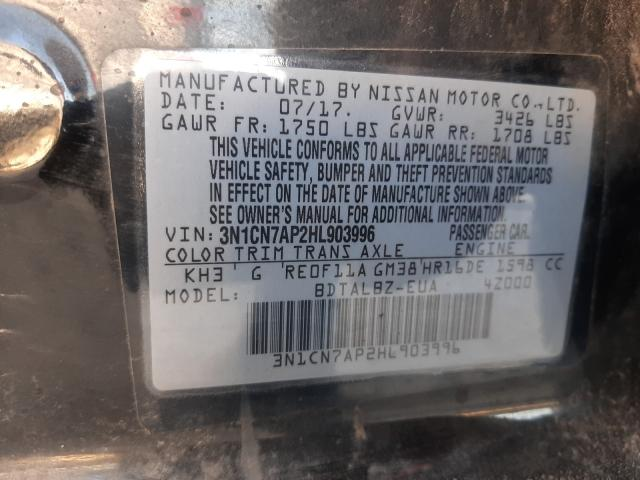 MANUFACTURED BY NISSAN MOTOR CO.,LTD.
DATE: 07/17. GVWR: 3426 LBS
GAWR FR: 1750 LBS GAWR RR: 1708 LBS
THIS VEHICLE CONFORMS TO ALL APPLICABLE FEDERAL MOTOR
VEHICLE SAFETY, BUMPER AND THEFT PREVENTION STANDARDS
IN EFFECT ON THE DATE OF MANUFACTURE SHOWN ABOVE.
SEE OWNER'S MANUAL FOR ADDITIONAL INFORMATION.
VIN: 3N1CN7AP2HL903996 PASSENGER CAR.
COLOR TRIM TRANS AXLE ENGINE
KH3 G RE0F11A GM38 HR16DE 1598 CC
MODEL: BDTALBZ-EUA 4Z000
3N1CN7AP2HL903996